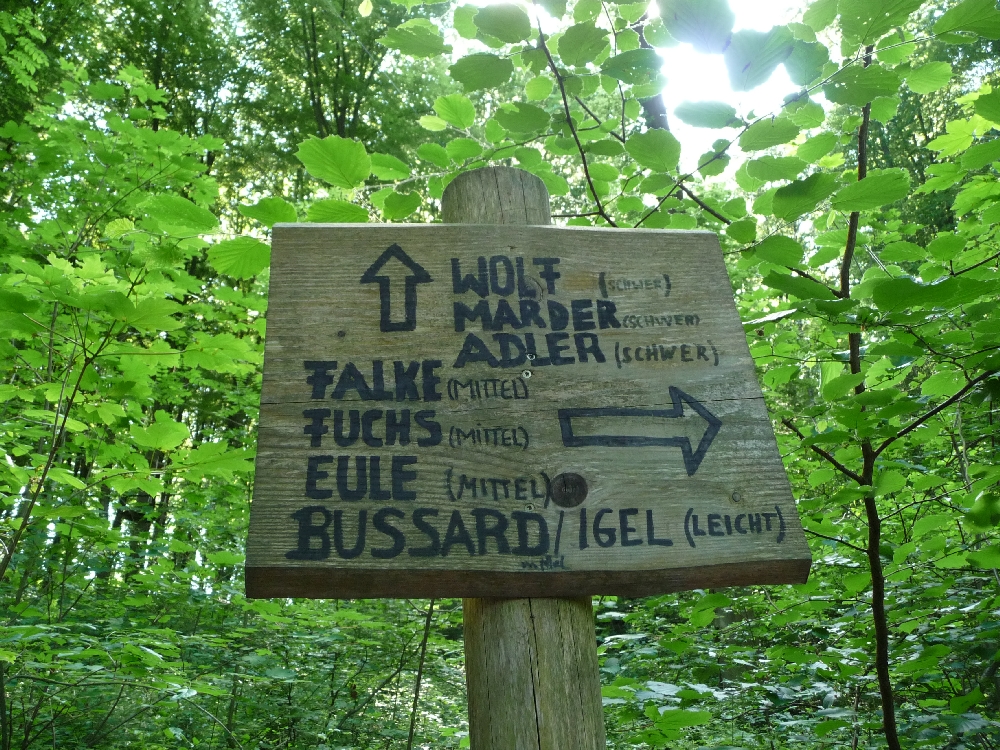 WOLF (SCHWER)
MARDER (SCHWER)
ADLER (SCHWER)
FALKE (MITTEL)
FUCHS (MITTEL)
EULE (MITTEL)
BUSSARD / IGEL (LEICHT)